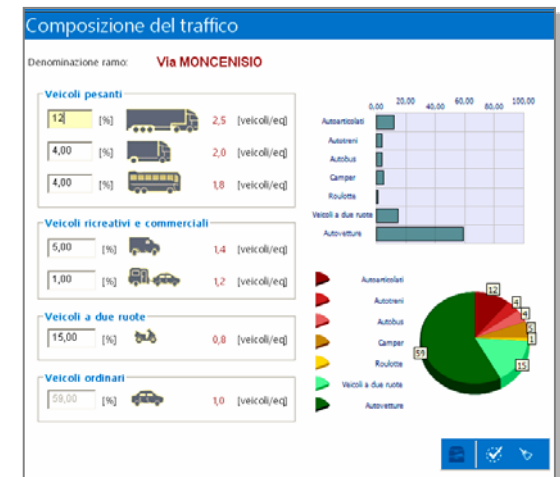 Composizione del traffico
Denominazione ramo: Via MONCENISIO
Veicoli pesanti
12 [%] 2,5 [veicoli/eq]
4,00 [%] 2,0 [veicoli/eq]
4,00 [%] 1,8 [veicoli/eq]
Veicoli ricreativi e commerciali
5,00 [%] 1,4 [veicoli/eq]
1,00 [%] 1,2 [veicoli/eq]
Veicoli a due ruote
15,00 [%] 0,8 [veicoli/eq]
Veicoli ordinari
59,00 [%] 1,0 [veicoli/eq]
0,00 20,00 40,00 60,00 80,00 100,00
Autoarticolati
Autotreni
Autobus
Camper
Roulotte
Veicoli a due ruote
Autovetture
Autoarticolati
Autotreni
Autobus
Camper
Roulotte
Veicoli a due ruote
Autovetture
12
4
4
5
1
15
59